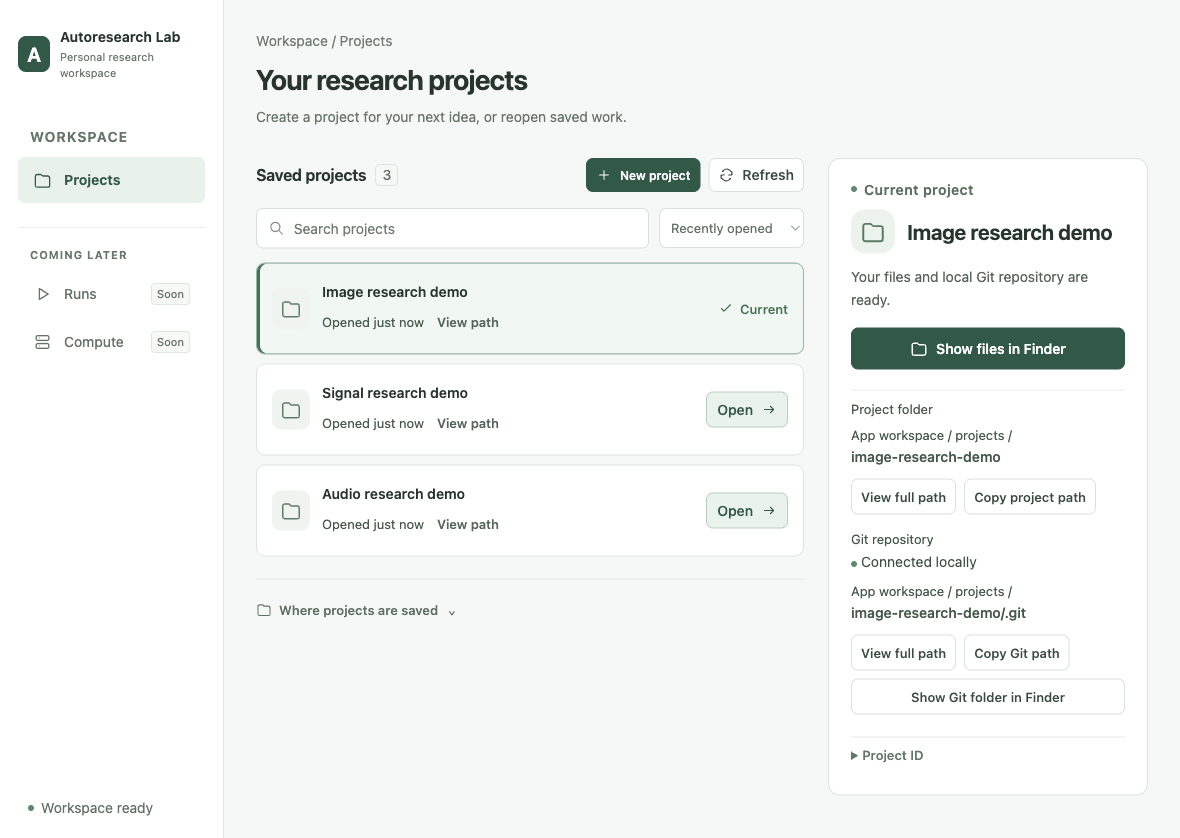 A
Autoresearch Lab
Personal research
workspace
WORKSPACE
Projects
COMING LATER
Runs Soon
Compute Soon
Workspace ready
Workspace / Projects
Your research projects
Create a project for your next idea, or reopen saved work.
Saved projects 3
New project
Refresh
Search projects
Recently opened
Image research demo
Opened just now View path
Current
Signal research demo
Opened just now View path
Open
Audio research demo
Opened just now View path
Open
Where projects are saved
Current project
Image research demo
Your files and local Git repository are
ready.
Show files in Finder
Project folder
App workspace / projects /
image-research-demo
View full path Copy project path
Git repository
Connected locally
App workspace / projects /
image-research-demo/.git
View full path Copy Git path
Show Git folder in Finder
Project ID